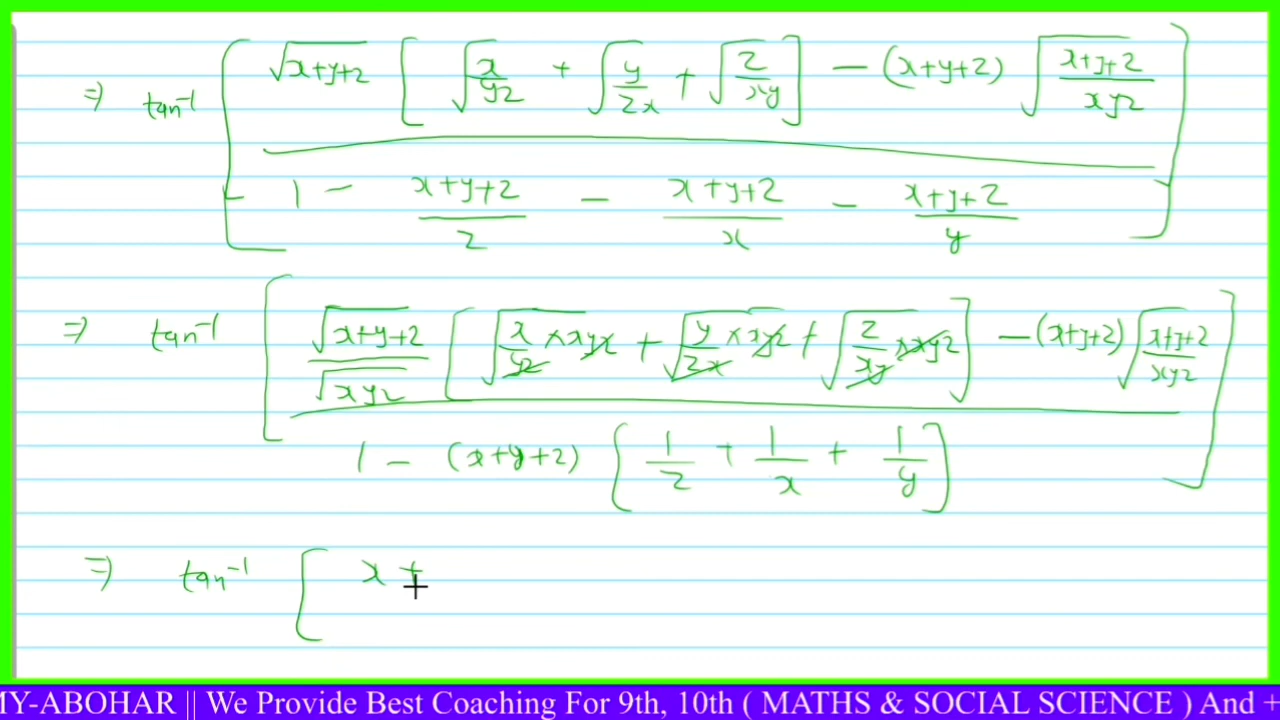 ⇒ tan⁻¹ [ ( √(x+y+z) [ √(x/yz) + √(y/zx) + √(z/xy) ] − (x+y+z) √((x+y+z)/xyz) ) / ( 1 − (x+y+z)/z − (x+y+z)/x − (x+y+z)/y ) ]
⇒ tan⁻¹ [ ( √(x+y+z)/√(xyz) [ √(x/yz × xyz) + √(y/zx × xyz) + √(z/xy × xyz) ] − (x+y+z) √((x+y+z)/xyz) ) / ( 1 − (x+y+z) [ 1/z + 1/x + 1/y ] ) ]
⇒ tan⁻¹ [ x +
MY-ABOHAR || We Provide Best Coaching For 9th, 10th ( MATHS & SOCIAL SCIENCE ) And +